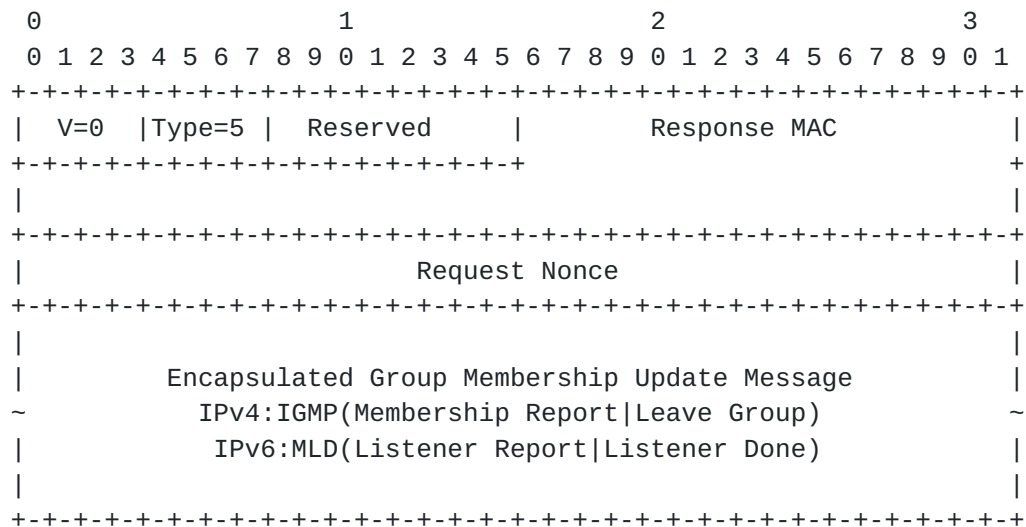 0                   1                   2                   3
 0 1 2 3 4 5 6 7 8 9 0 1 2 3 4 5 6 7 8 9 0 1 2 3 4 5 6 7 8 9 0 1
+-+-+-+-+-+-+-+-+-+-+-+-+-+-+-+-+-+-+-+-+-+-+-+-+-+-+-+-+-+-+-+-+
|  V=0  |Type=5 |  Reserved     |        Response MAC           |
+-+-+-+-+-+-+-+-+-+-+-+-+-+-+-+-+                               +
|                                                               |
+-+-+-+-+-+-+-+-+-+-+-+-+-+-+-+-+-+-+-+-+-+-+-+-+-+-+-+-+-+-+-+-+
|                         Request Nonce                         |
+-+-+-+-+-+-+-+-+-+-+-+-+-+-+-+-+-+-+-+-+-+-+-+-+-+-+-+-+-+-+-+-+
|                                                               |
|         Encapsulated Group Membership Update Message          |
~           IPv4:IGMP(Membership Report|Leave Group)            ~
|            IPv6:MLD(Listener Report|Listener Done)            |
|                                                               |
+-+-+-+-+-+-+-+-+-+-+-+-+-+-+-+-+-+-+-+-+-+-+-+-+-+-+-+-+-+-+-+-+